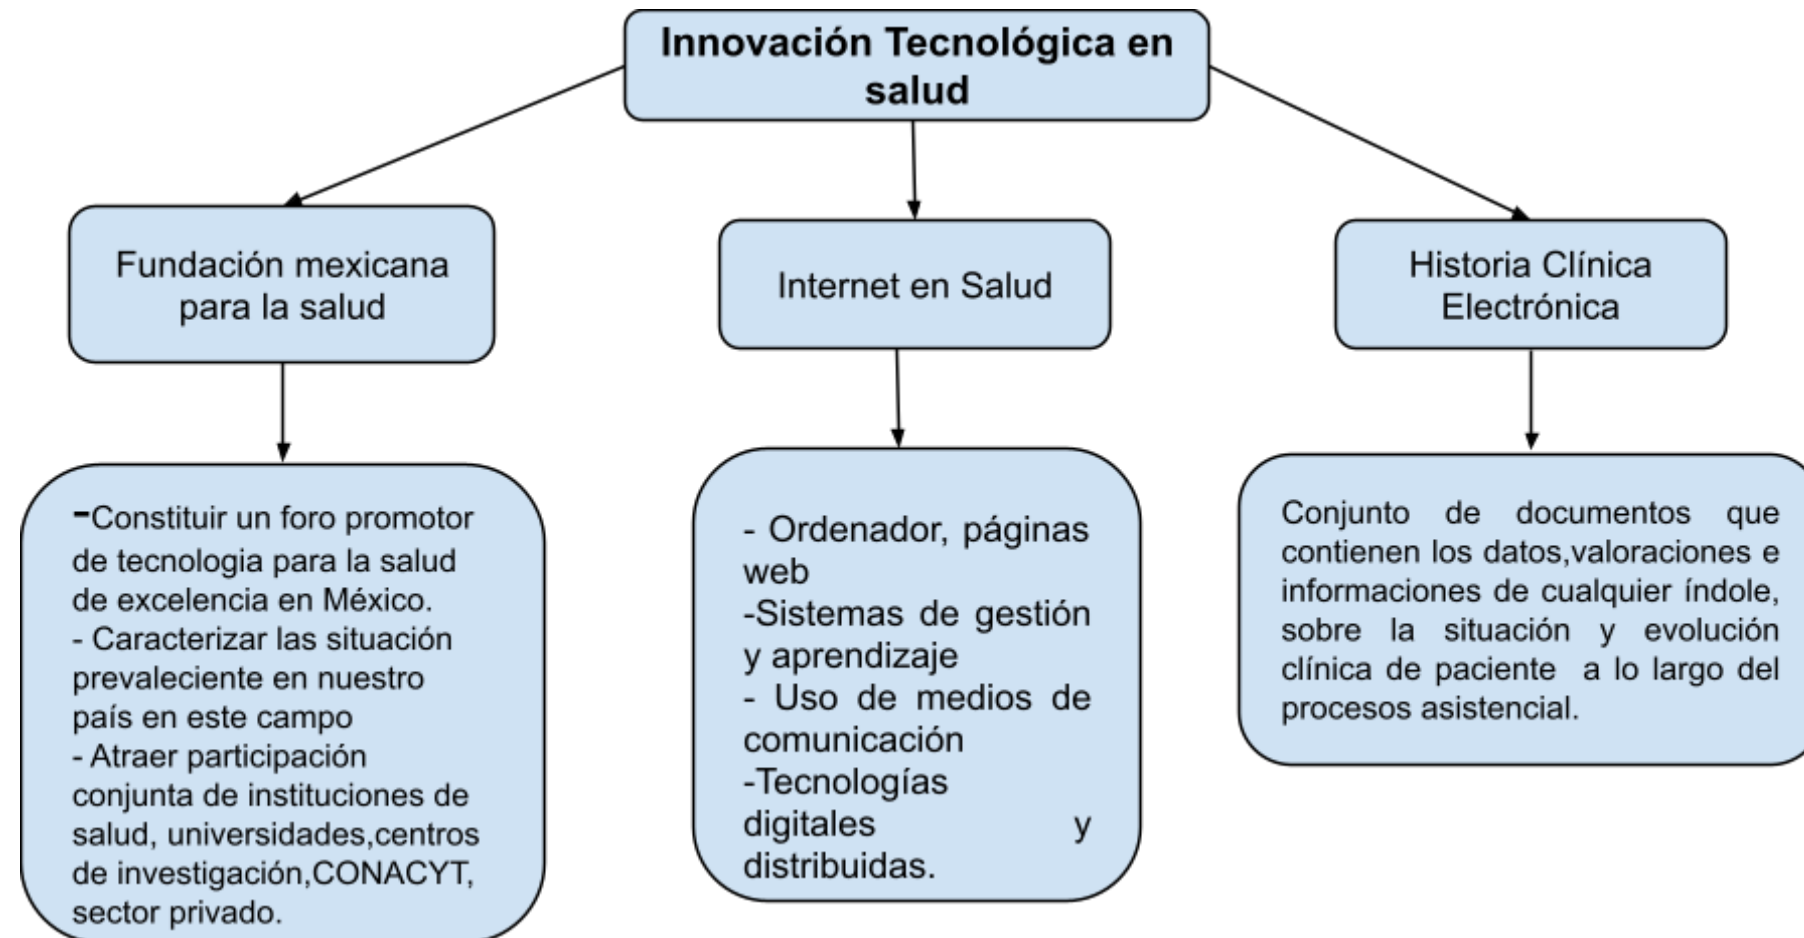 Innovación Tecnológica en
salud
Fundación mexicana
para la salud
Internet en Salud
Historia Clínica
Electrónica
-Constituir un foro promotor
de tecnologia para la salud
de excelencia en México.
- Caracterizar las situación
prevaleciente en nuestro
país en este campo
- Atraer participación
conjunta de instituciones de
salud, universidades,centros
de investigación,CONACYT,
sector privado.
- Ordenador, páginas
web
-Sistemas de gestión
y aprendizaje
- Uso de medios de
comunicación
-Tecnologías
digitales y
distribuidas.
Conjunto de documentos que
contienen los datos,valoraciones e
informaciones de cualquier índole,
sobre la situación y evolución
clínica de paciente a lo largo del
procesos asistencial.